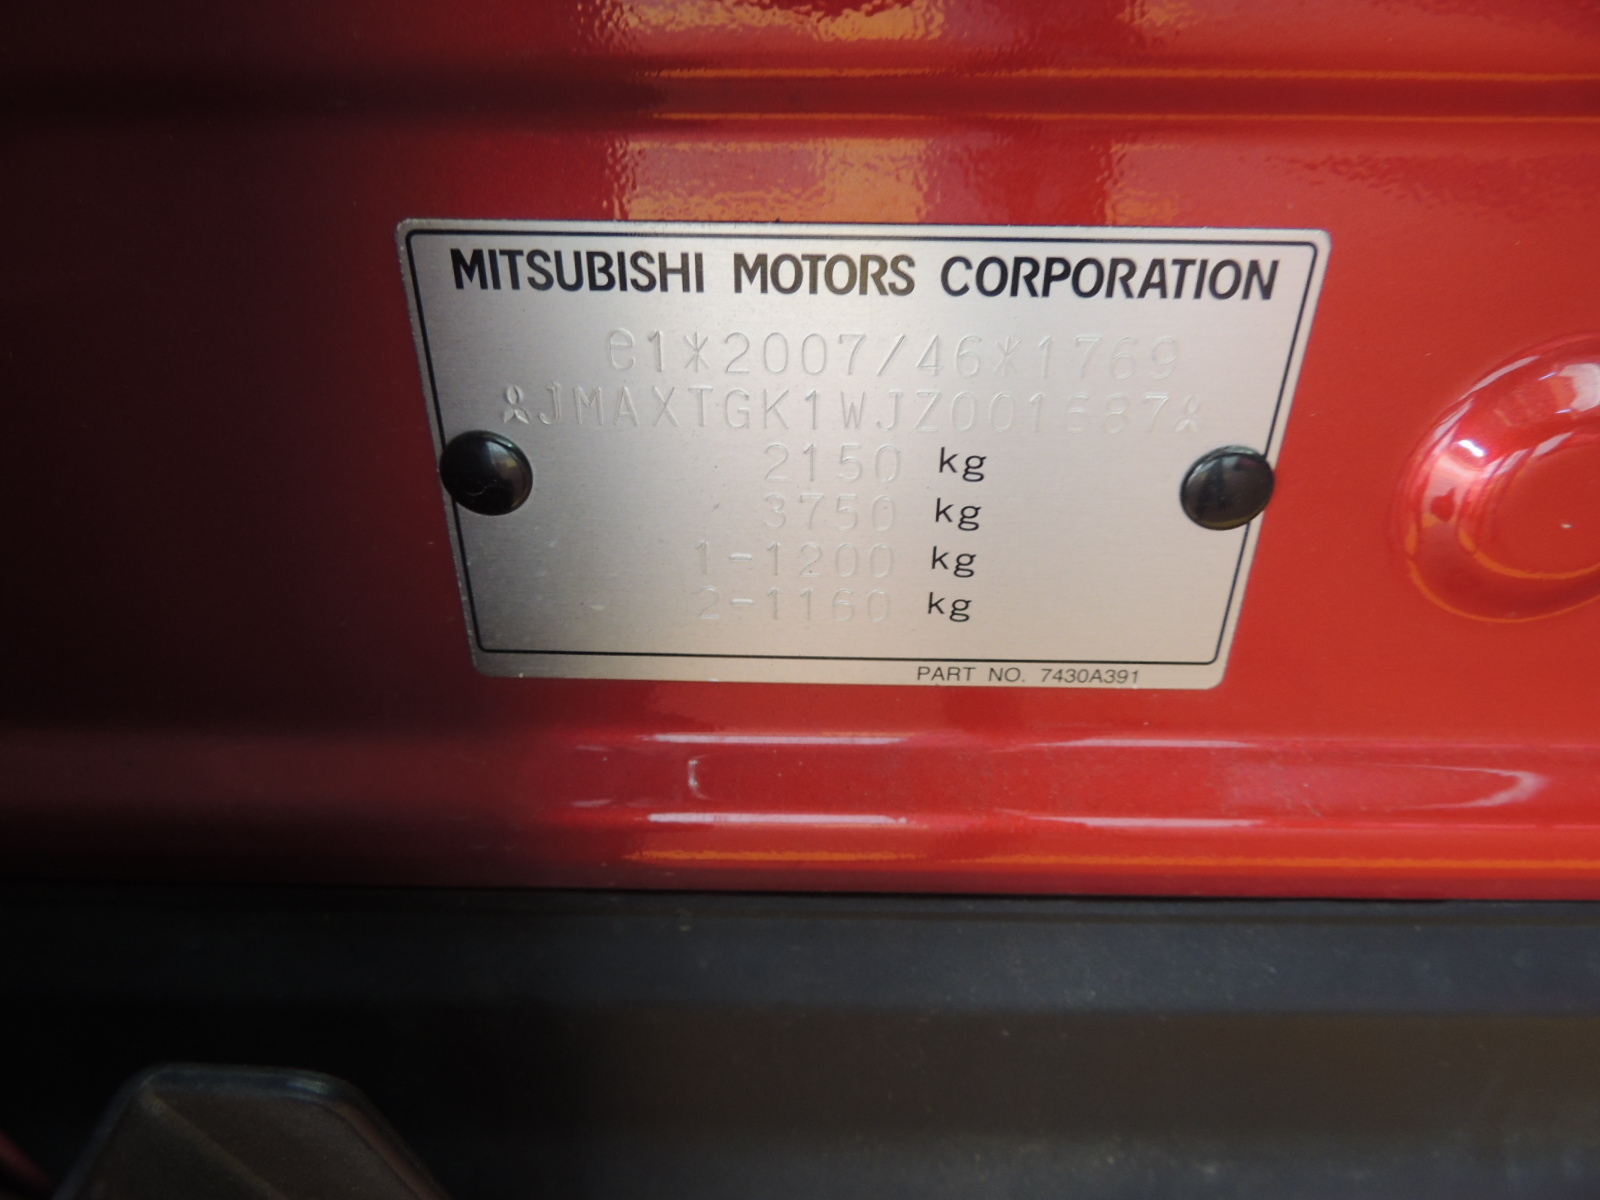 MITSUBISHI MOTORS CORPORATION
e1*2007/46*1769
JMAXTGK1WJZ001687
2150 kg
3750 kg
1-1200 kg
2-1160 kg
PART NO. 7430A391